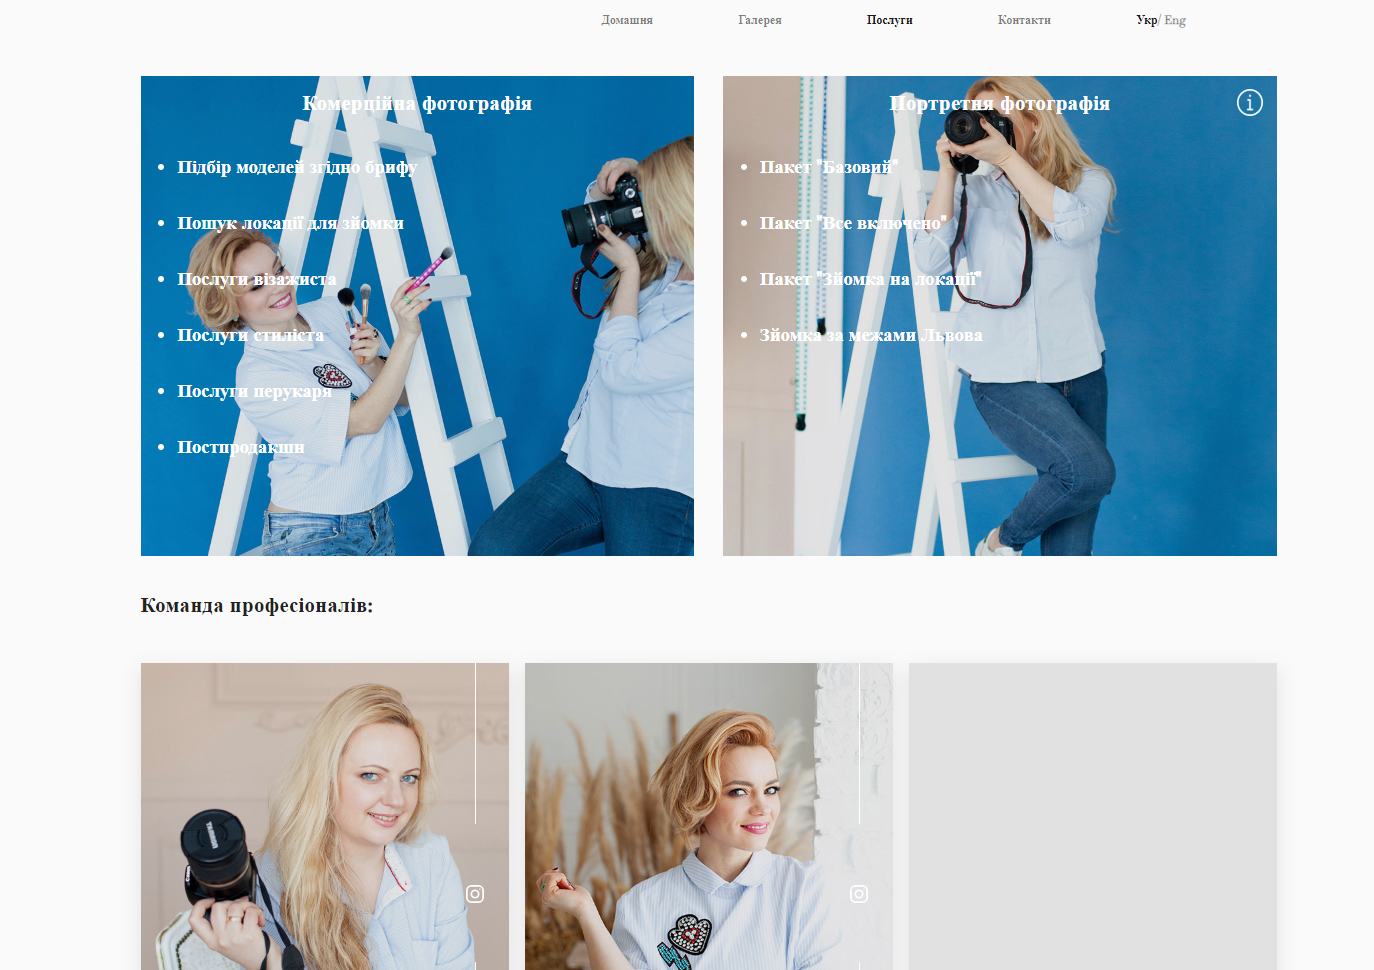 Домашня Галерея Послуги Контакти Укр/ Eng
Комерційна фотографія
Підбір моделей згідно брифу
Пошук локації для зйомки
Послуги візажиста
Послуги стиліста
Послуги перукаря
Постпродакшн
Портретня фотографія
Пакет "Базовий"
Пакет "Все включено"
Пакет "Зйомка на локації"
Зйомка за межами Львова
Команда професіоналів:
TAMRON